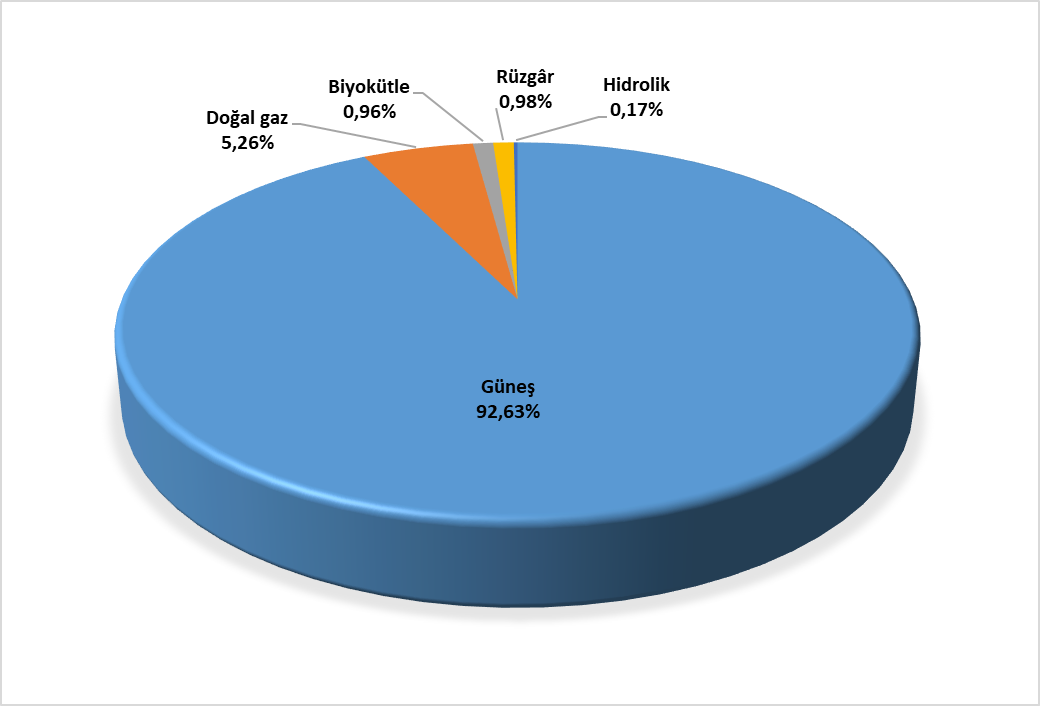 Doğal gaz
5,26%
Biyokütle
0,96%
Rüzgâr
0,98%
Hidrolik
0,17%
Güneş
92,63%